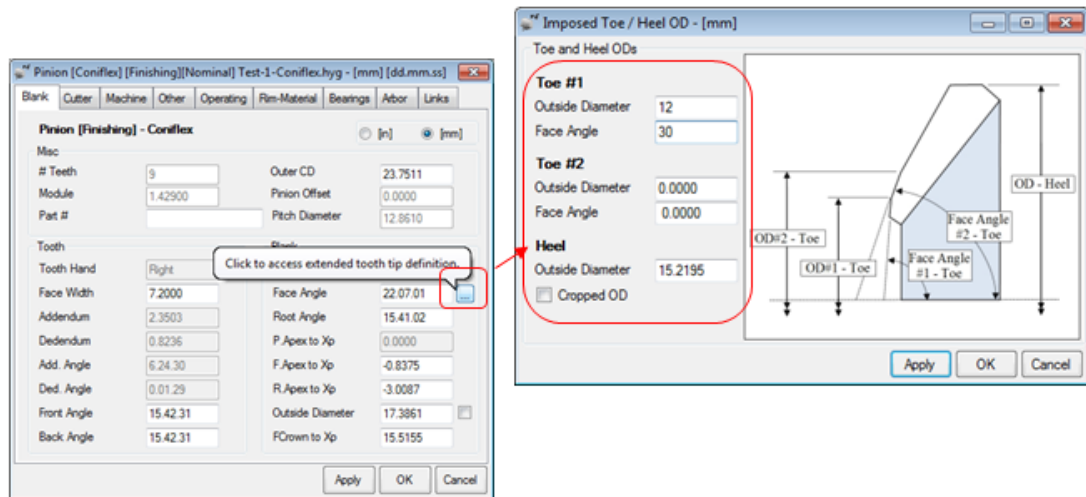 Pinion [Coniflex] [Finishing][Nominal] Test-1-Coniflex.hyg - [mm] [dd.mm.ss]
Blank Cutter Machine Other Operating Rim-Material Bearings Arbor Links
Pinion [Finishing] - Coniflex [in] [mm]
Misc
# Teeth 9 Outer CD 23.7511
Module 1.42900 Pinion Offset 0.0000
Part # Pitch Diameter 12.8610
Tooth Blank
Click to access extended tooth tip definition.
Tooth Hand Right
Face Width 7.2000 Face Angle 22.07.01 ...
Addendum 2.3503 Root Angle 15.41.02
Dedendum 0.8236 P.Apex to Xp 0.0000
Add. Angle 6.24.30 F.Apex to Xp -0.8375
Ded. Angle 0.01.29 R.Apex to Xp -3.0087
Front Angle 15.42.31 Outside Diameter 17.3861
Back Angle 15.42.31 FCrown to Xp 15.5155
Apply OK Cancel
Imposed Toe / Heel OD - [mm]
Toe and Heel ODs
Toe #1
Outside Diameter 12
Face Angle 30
Toe #2
Outside Diameter 0.0000
Face Angle 0.0000
Heel
Outside Diameter 15.2195
Cropped OD
OD - Heel
Face Angle
#2 - Toe
OD#2 - Toe
OD#1 - Toe
Face Angle
#1 - Toe
Apply OK Cancel